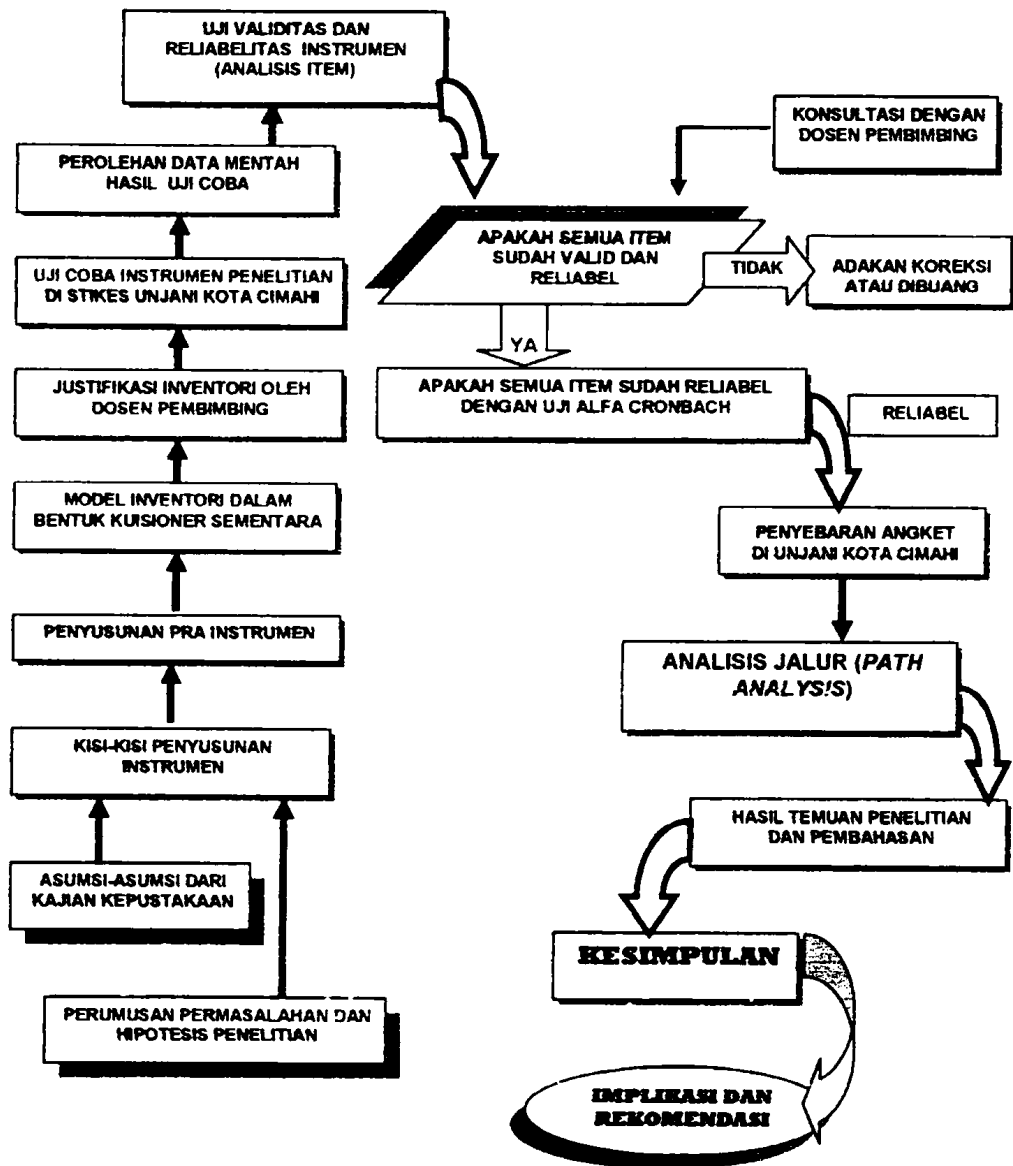 UJI VALIDITAS DAN
RELIABELITAS INSTRUMEN
(ANALISIS ITEM)
KONSULTASI DENGAN
DOSEN PEMBIMBING
PEROLEHAN DATA MENTAH
HASIL UJI COBA
APAKAH SEMUA ITEM
SUDAH VALID DAN
RELIABEL
TIDAK
ADAKAN KOREKSI
ATAU DIBUANG
UJI COBA INSTRUMEN PENELITIAN
DI STIKES UNJANI KOTA CIMAHI
YA
JUSTIFIKASI INVENTORI OLEH
DOSEN PEMBIMBING
APAKAH SEMUA ITEM SUDAH RELIABEL
DENGAN UJI ALFA CRONBACH
RELIABEL
MODEL INVENTORI DALAM
BENTUK KUISIONER SEMENTARA
PENYEBARAN ANGKET
DI UNJANI KOTA CIMAHI
PENYUSUNAN PRA INSTRUMEN
ANALISIS JALUR (PATH
ANALYSIS)
KISI-KISI PENYUSUNAN
INSTRUMEN
HASIL TEMUAN PENELITIAN
DAN PEMBAHASAN
ASUMSI-ASUMSI DARI
KAJIAN KEPUSTAKAAN
KESIMPULAN
PERUMUSAN PERMASALAHAN DAN
HIPOTESIS PENELITIAN
IMPLIKASI DAN
REKOMENDASI